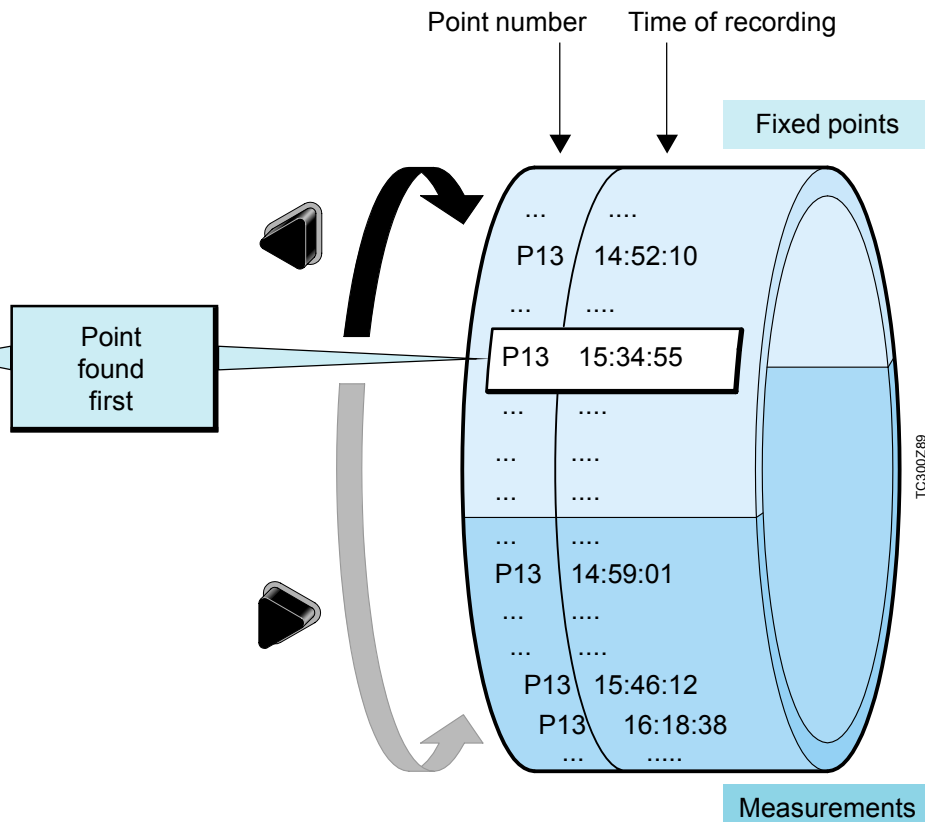 Point number Time of recording
Fixed points
... ....
P13 14:52:10
... ....
Point
found
first
P13 15:34:55
... ....
... ....
... ....
... ....
P13 14:59:01
... ....
... ....
P13 15:46:12
P13 16:18:38
... .....
Measurements
TC300Z89